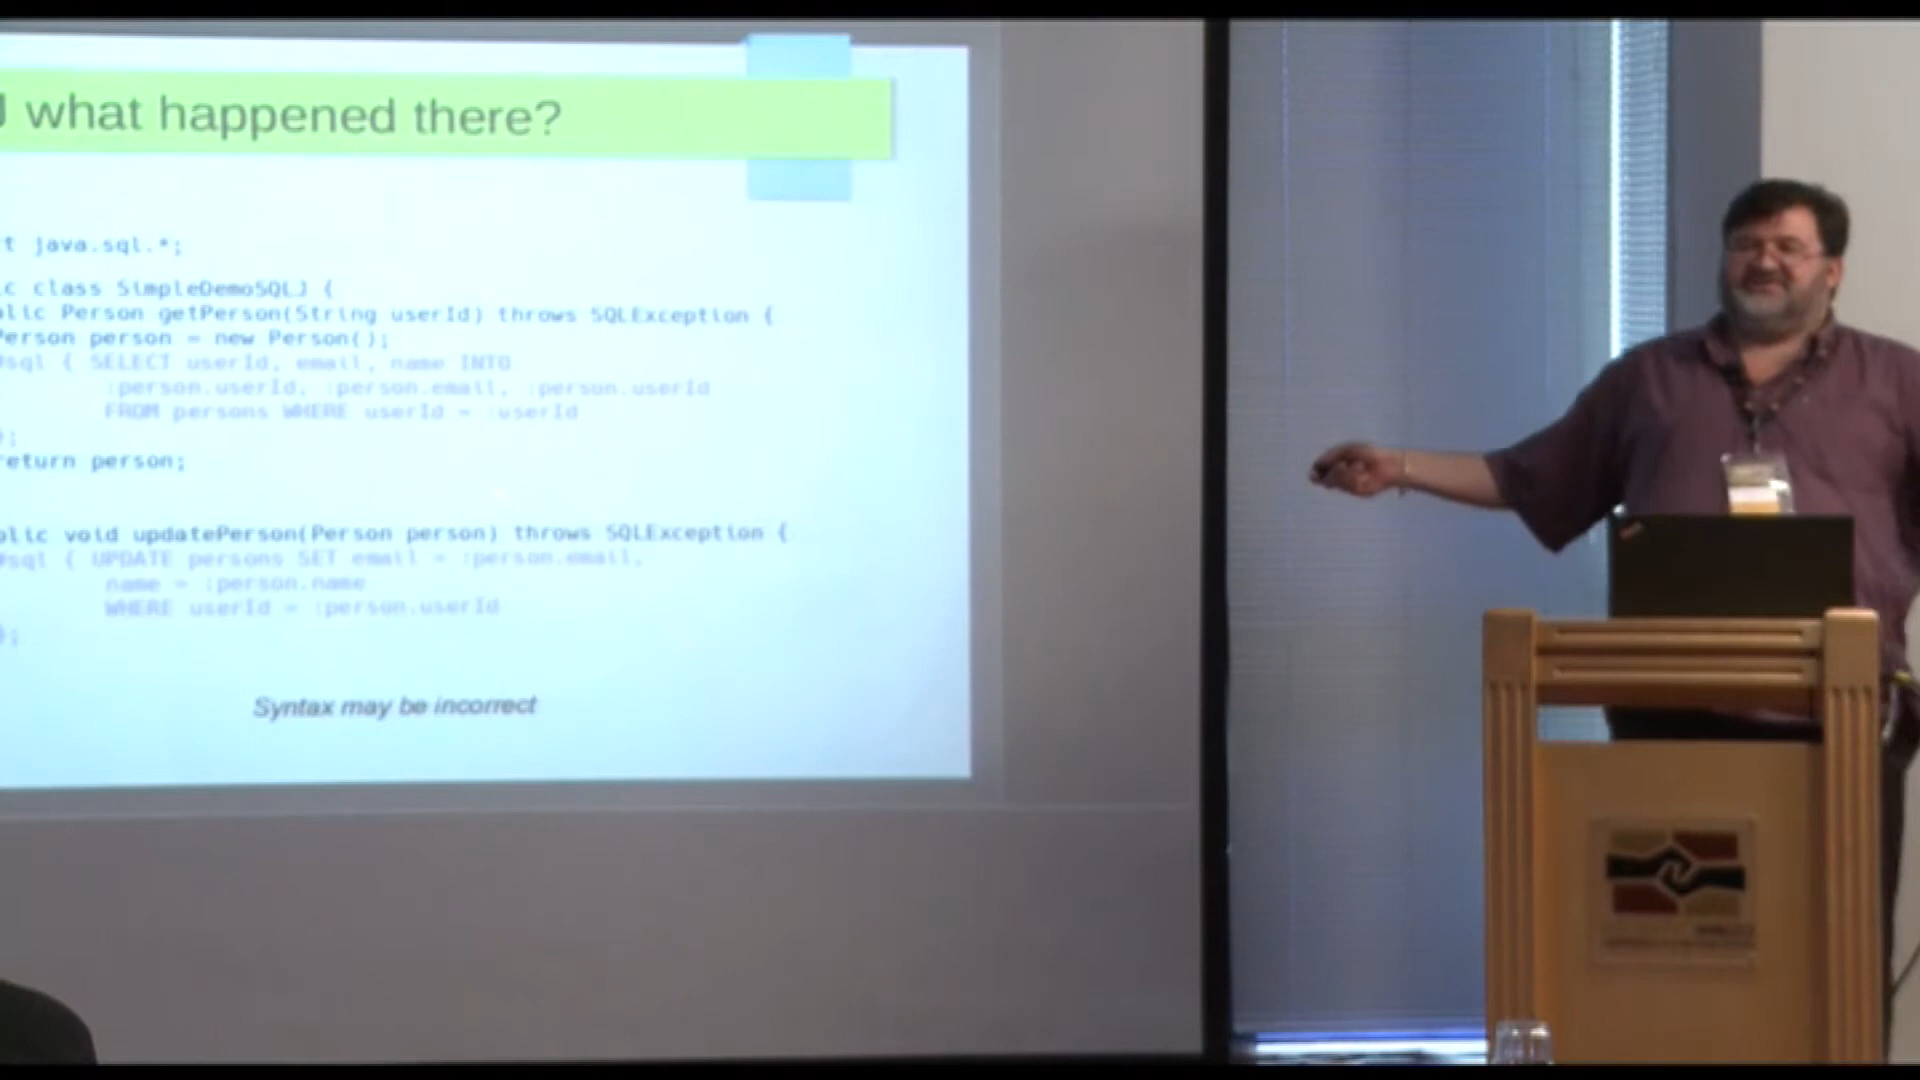 J what happened there?
t java.sql.*;
c class SimpleDemoSQLJ {
blic Person getPerson(String userId) throws SQLException {
Person person = new Person();
#sql { SELECT userId, email, name INTO
:person.userId, :person.email, :person.userId
FROM persons WHERE userId = :userId
};
return person;
blic void updatePerson(Person person) throws SQLException {
#sql { UPDATE persons SET email = :person.email,
name = :person.name
WHERE userId = :person.userId
};
Syntax may be incorrect